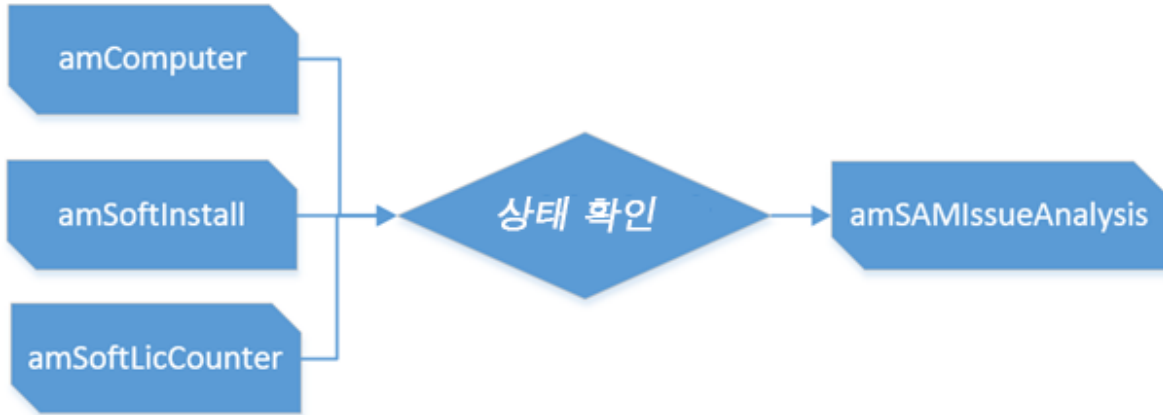 amComputer
amSoftInstall
amSoftLicCounter
상태 확인
amSAMIssueAnalysis